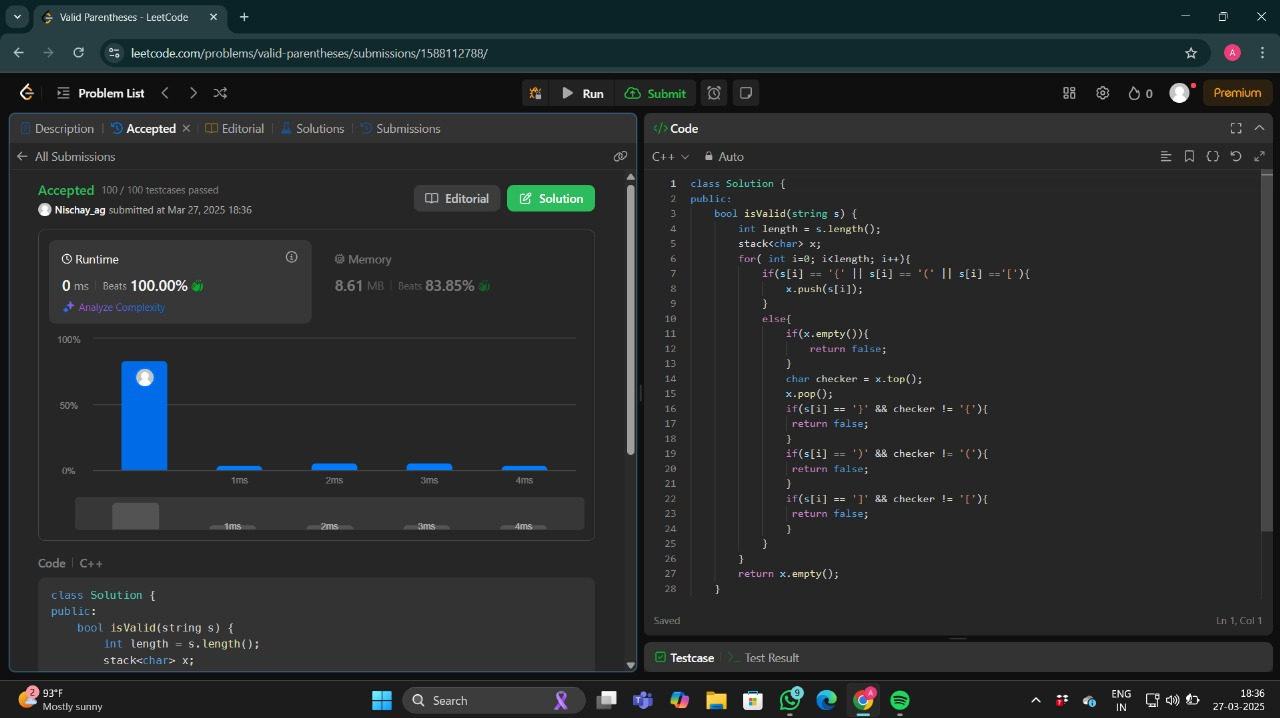 Valid Parentheses - LeetCode
leetcode.com/problems/valid-parentheses/submissions/1588112788/
A
Problem List
Run
Submit
0
Premium
Description
Accepted
Editorial
Solutions
Submissions
All Submissions
Accepted 100 / 100 testcases passed
Nischay_ag submitted at Mar 27, 2025 18:36
Editorial
Solution
Runtime
0 ms | Beats 100.00%
Analyze Complexity
Memory
8.61 MB | Beats 83.85%
100%
50%
0%
1ms 2ms 3ms 4ms
1ms 2ms 3ms 4ms
Code | C++
class Solution {
public:
bool isValid(string s) {
int length = s.length();
stack<char> x;
</> Code
C++ Auto
1 class Solution {
2 public:
3 bool isValid(string s) {
4 int length = s.length();
5 stack<char> x;
6 for( int i=0; i<length; i++){
7 if(s[i] == '{' || s[i] == '(' || s[i] =='['){
8 x.push(s[i]);
9 }
10 else{
11 if(x.empty()){
12 return false;
13 }
14 char checker = x.top();
15 x.pop();
16 if(s[i] == '}' && checker != '{'){
17 return false;
18 }
19 if(s[i] == ')' && checker != '('){
20 return false;
21 }
22 if(s[i] == ']' && checker != '['){
23 return false;
24 }
25 }
26 }
27 return x.empty();
28 }
Saved
Ln 1, Col 1
Testcase
Test Result
2
93°F
Mostly sunny
Search
9
A
ENG
IN
18:36
27-03-2025